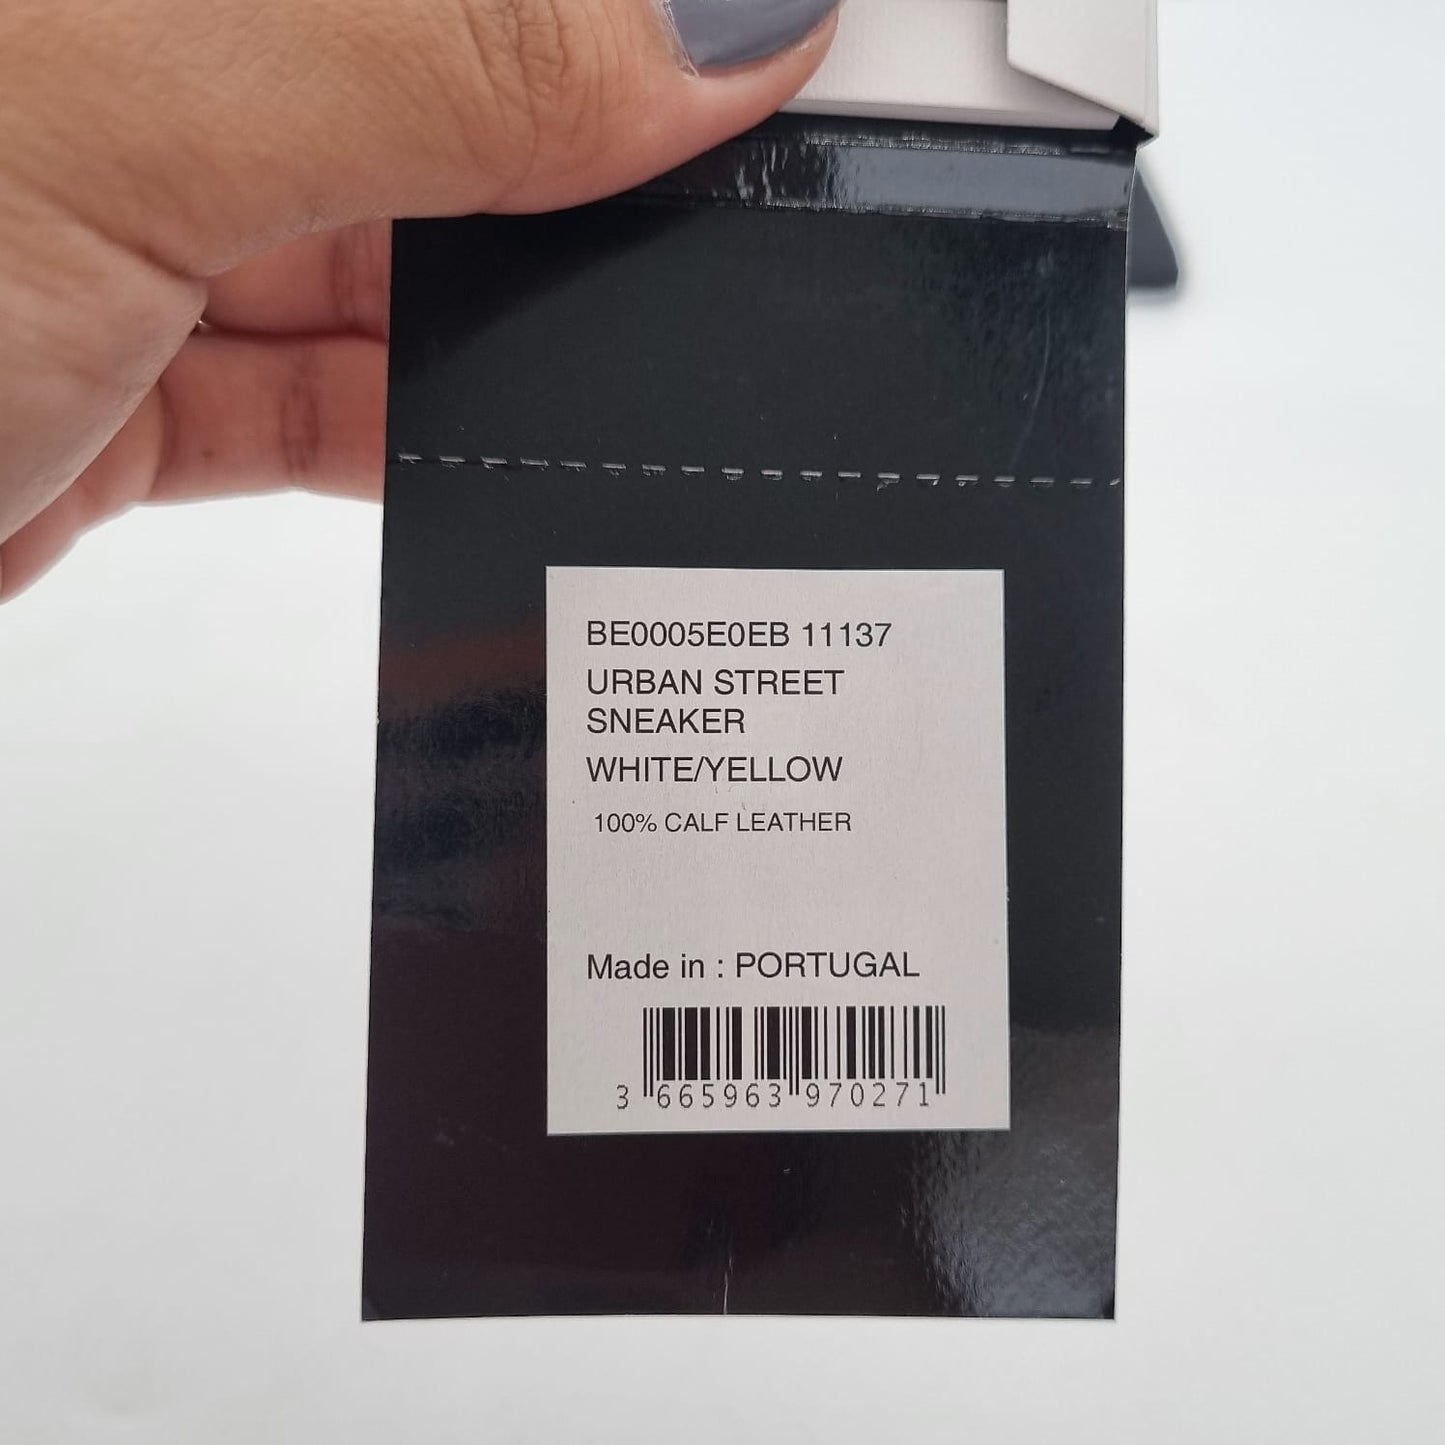 BE0005E0EB 11137
URBAN STREET
SNEAKER
WHITE/YELLOW
100% CALF LEATHER
Made in : PORTUGAL
3 665963 970271